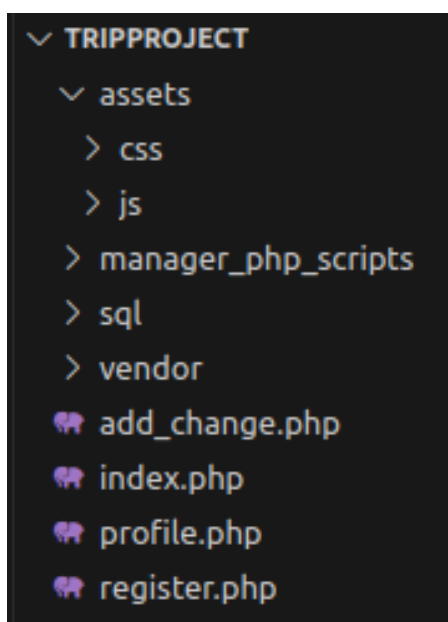 TRIPPROJECT
assets
css
js
manager_php_scripts
sql
vendor
add_change.php
index.php
profile.php
register.php